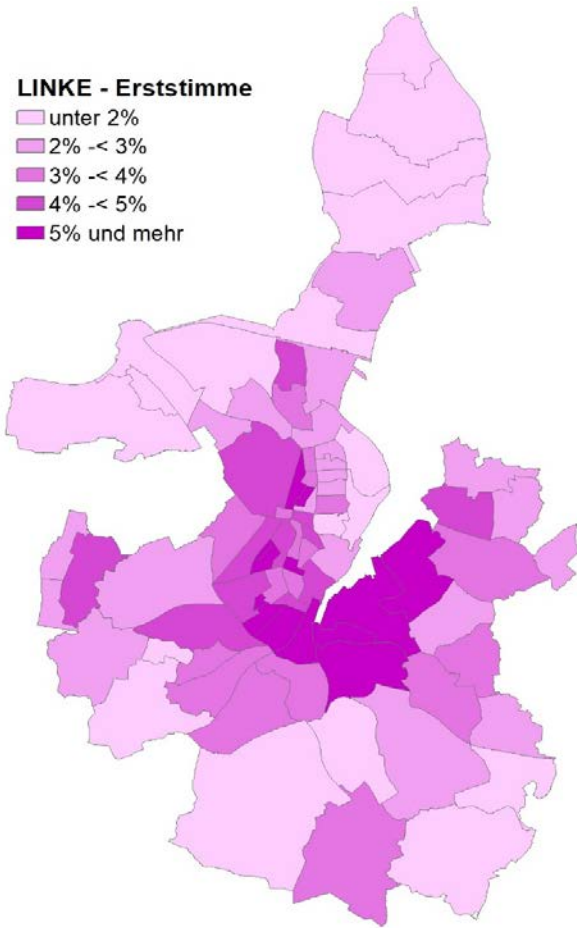 LINKE - Erststimme
unter 2%
2% -< 3%
3% -< 4%
4% -< 5%
5% und mehr